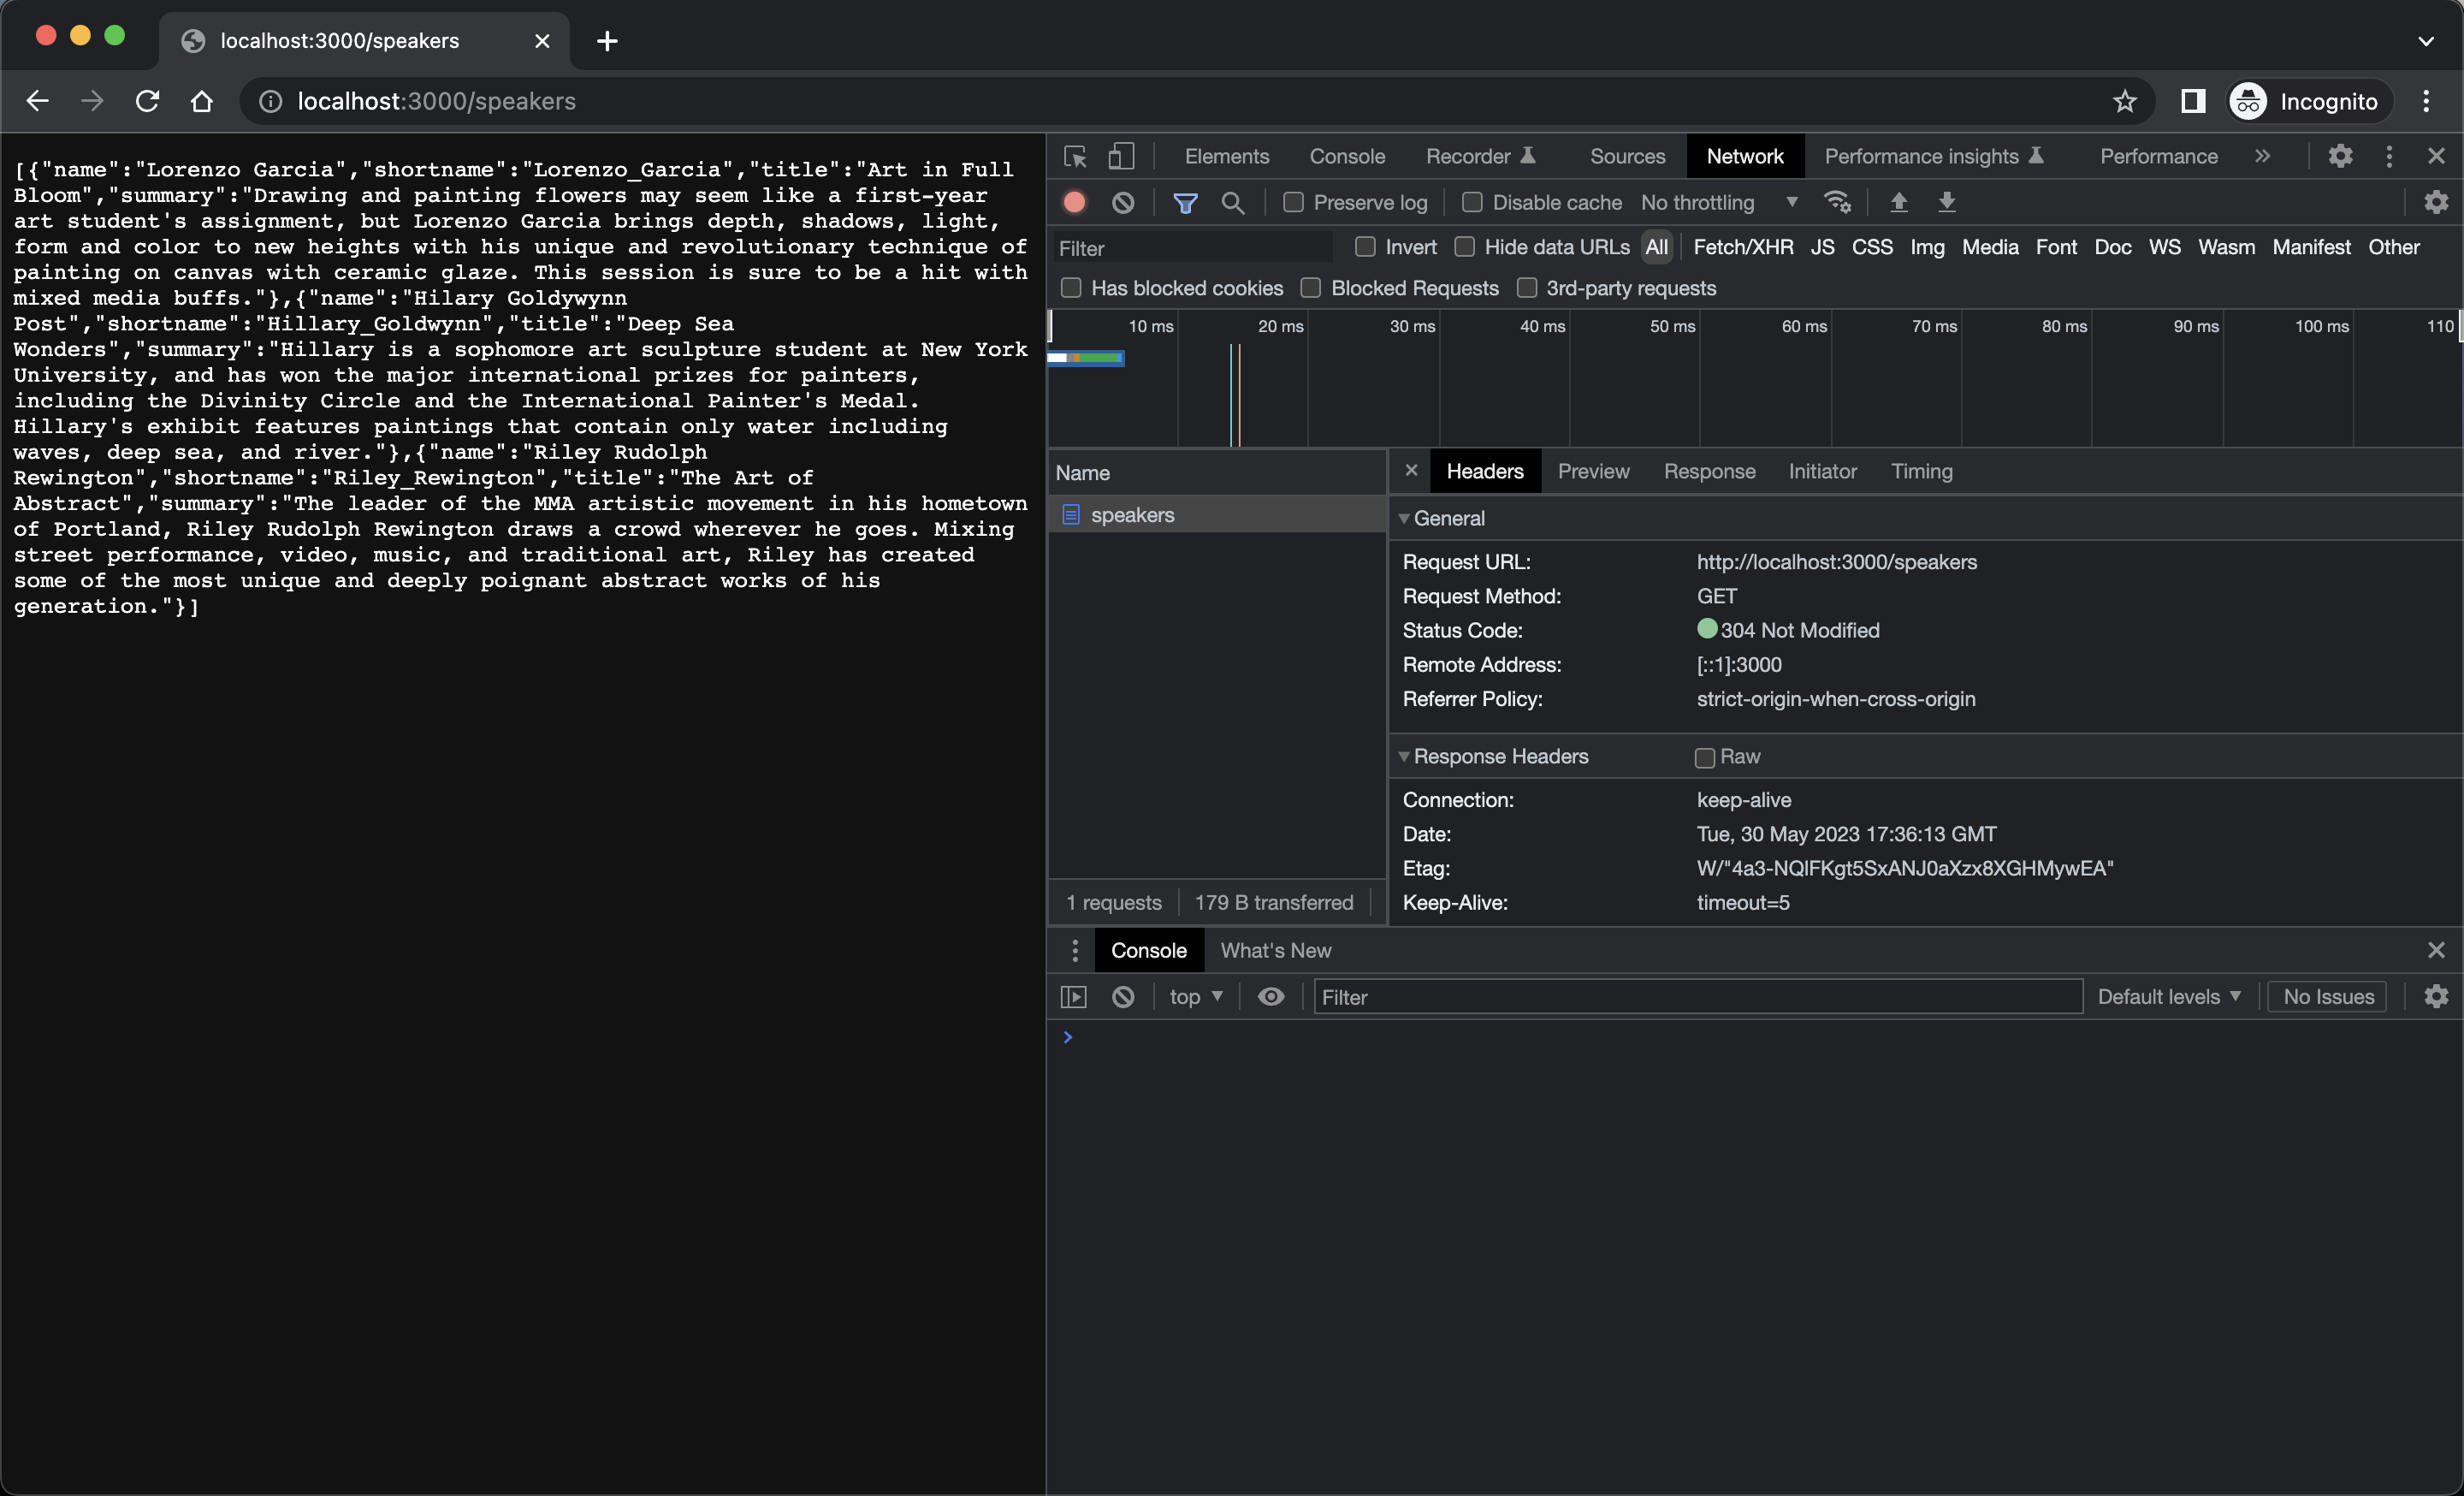 localhost:3000/speakers
localhost:3000/speakers
Incognito
[{"name":"Lorenzo Garcia","shortname":"Lorenzo_Garcia","title":"Art in Full
Bloom","summary":"Drawing and painting flowers may seem like a first-year
art student's assignment, but Lorenzo Garcia brings depth, shadows, light,
form and color to new heights with his unique and revolutionary technique of
painting on canvas with ceramic glaze. This session is sure to be a hit with
mixed media buffs."},{"name":"Hilary Goldywynn
Post","shortname":"Hillary_Goldwynn","title":"Deep Sea
Wonders","summary":"Hillary is a sophomore art sculpture student at New York
University, and has won the major international prizes for painters,
including the Divinity Circle and the International Painter's Medal.
Hillary's exhibit features paintings that contain only water including
waves, deep sea, and river."},{"name":"Riley Rudolph
Rewington","shortname":"Riley_Rewington","title":"The Art of
Abstract","summary":"The leader of the MMA artistic movement in his hometown
of Portland, Riley Rudolph Rewington draws a crowd wherever he goes. Mixing
street performance, video, music, and traditional art, Riley has created
some of the most unique and deeply poignant abstract works of his
generation."}]
Elements Console Recorder Sources Network Performance insights Performance
Preserve log Disable cache No throttling
Filter Invert Hide data URLs All Fetch/XHR JS CSS Img Media Font Doc WS Wasm Manifest Other
Has blocked cookies Blocked Requests 3rd-party requests
10 ms 20 ms 30 ms 40 ms 50 ms 60 ms 70 ms 80 ms 90 ms 100 ms 110
Name
speakers
1 requests 179 B transferred
Headers Preview Response Initiator Timing
General
Request URL: http://localhost:3000/speakers
Request Method: GET
Status Code: 304 Not Modified
Remote Address: [::1]:3000
Referrer Policy: strict-origin-when-cross-origin
Response Headers Raw
Connection: keep-alive
Date: Tue, 30 May 2023 17:36:13 GMT
Etag: W/"4a3-NQlFKgt5SxANJ0aXzx8XGHMywEA"
Keep-Alive: timeout=5
Console What's New
top Filter Default levels No Issues